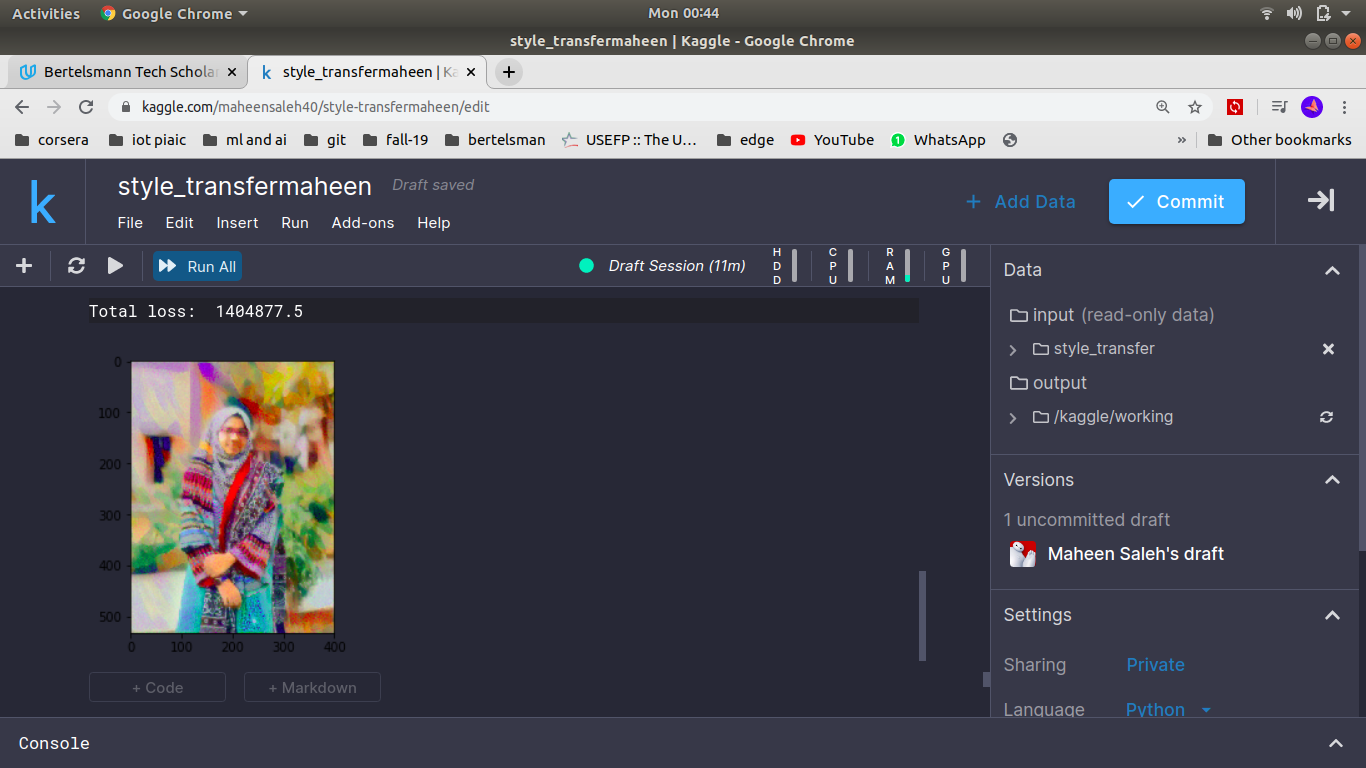 Activities Google Chrome Mon 00:44
style_transfermaheen | Kaggle - Google Chrome
Bertelsmann Tech Schola style_transfermaheen | Ka
kaggle.com/maheensaleh40/style-transfermaheen/edit
corsera iot piaic ml and ai git fall-19 bertelsman USEFP :: The U... edge YouTube 1 WhatsApp » Other bookmarks
k style_transfermaheen Draft saved
+ Add Data Commit
File Edit Insert Run Add-ons Help
Run All Draft Session (11m) HDD CPU RAM GPU
Total loss: 1404877.5
0
100
200
300
400
500
0 100 200 300 400
+ Code + Markdown
Data
input (read-only data)
style_transfer
output
/kaggle/working
Versions
1 uncommitted draft
Maheen Saleh's draft
Settings
Sharing Private
Language Python
Console